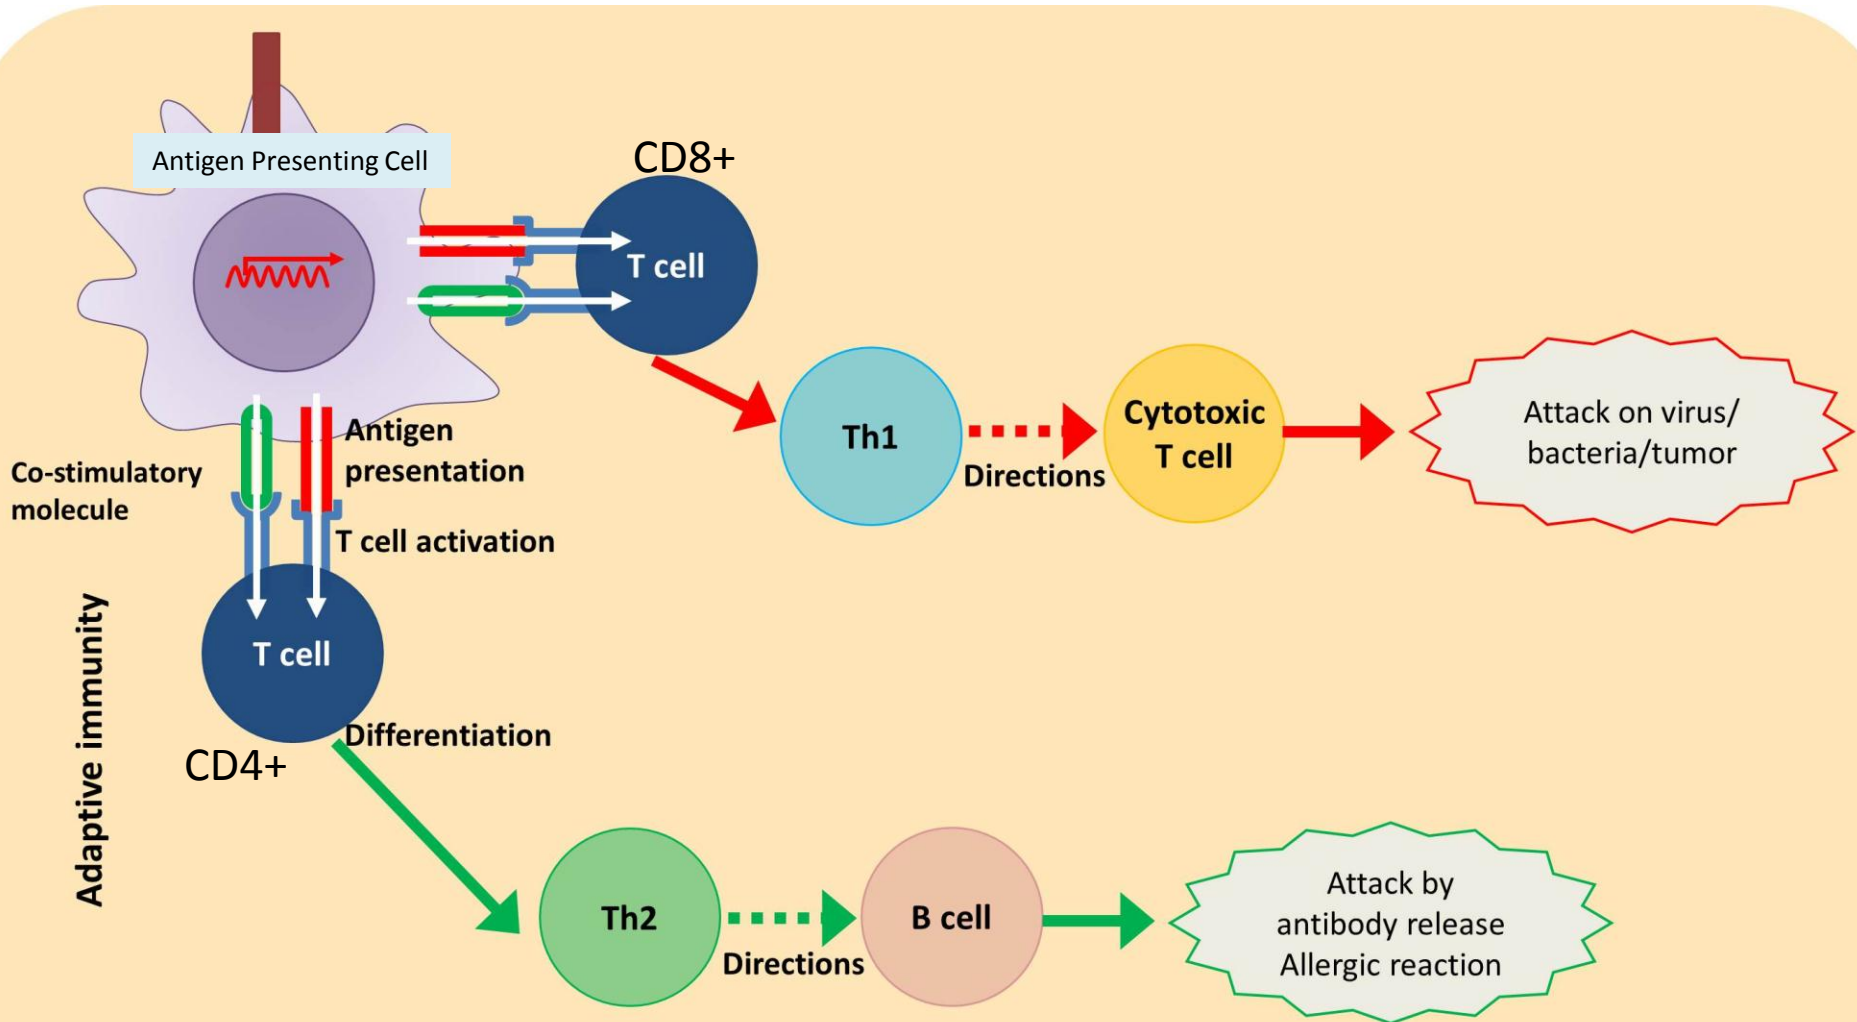 Antigen Presenting Cell
CD8+
T cell
Antigen
presentation
Co-stimulatory
molecule
T cell activation
T cell
CD4+
Differentiation
Adaptive immunity
Th1
Directions
Cytotoxic
T cell
Attack on virus/
bacteria/tumor
Th2
Directions
B cell
Attack by
antibody release
Allergic reaction